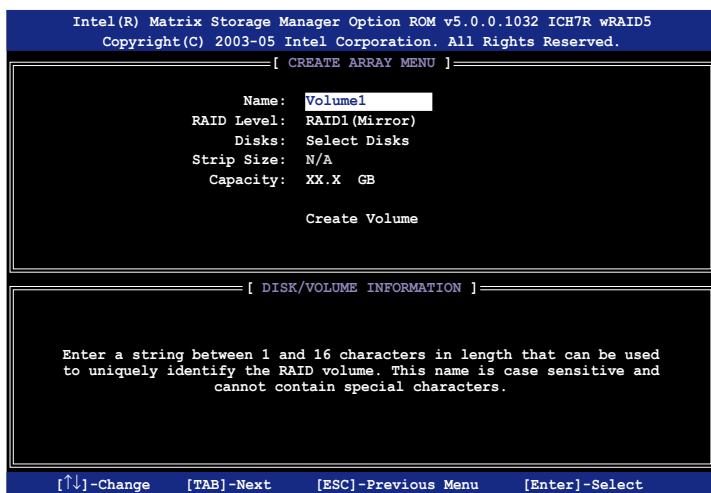 Intel(R) Matrix Storage Manager Option ROM v5.0.0.1032 ICH7R wRAID5
Copyright(C) 2003-05 Intel Corporation. All Rights Reserved.
[ CREATE ARRAY MENU ]
Name: Volume1
RAID Level: RAID1(Mirror)
Disks: Select Disks
Strip Size: N/A
Capacity: XX.X GB
Create Volume
[ DISK/VOLUME INFORMATION ]
Enter a string between 1 and 16 characters in length that can be used
to uniquely identify the RAID volume. This name is case sensitive and
cannot contain special characters.
[↑↓]-Change [TAB]-Next [ESC]-Previous Menu [Enter]-Select